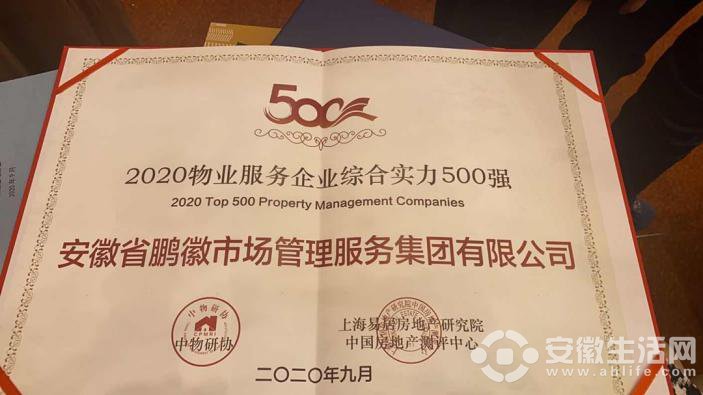 500
2020物业服务企业综合实力500强
2020 Top 500 Property Management Companies
安徽省鹏徽市场管理服务集团有限公司
中物研协
CPMRI
中物研协
上海易居房地产研究院
中国房地产测评中心
二〇二〇年九月
安徽生活网
www.ahlife.com